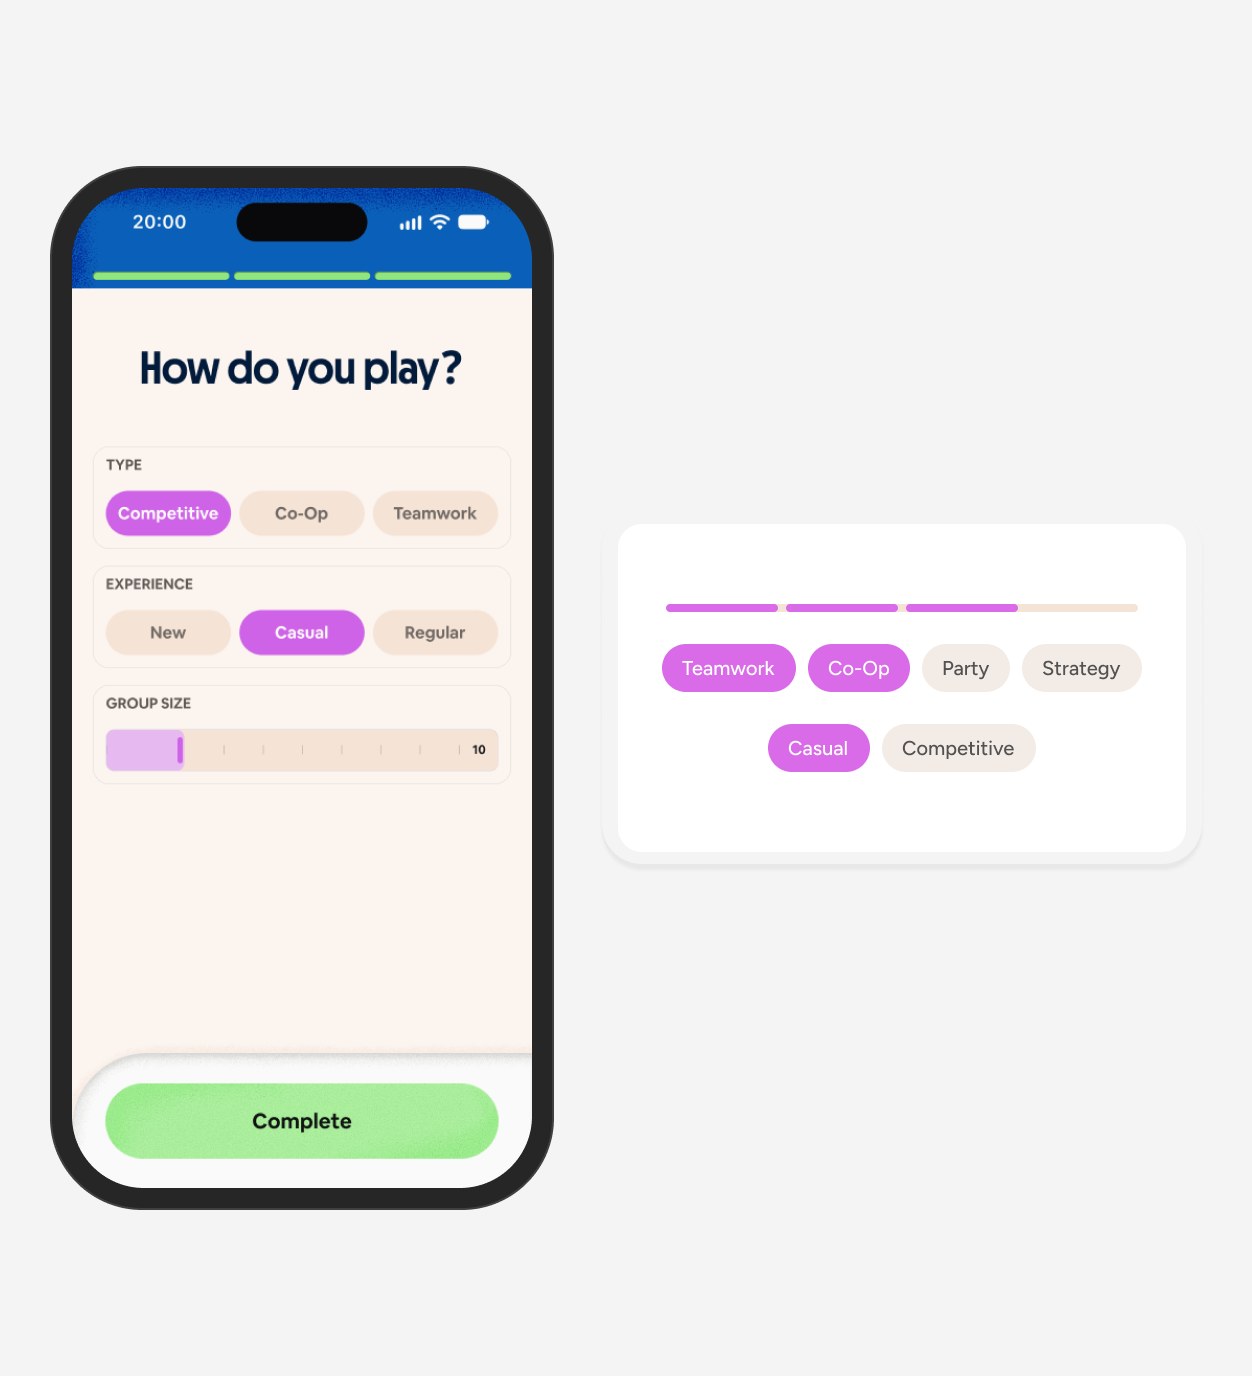 20:00
How do you play?
TYPE
Competitive Co-Op Teamwork
EXPERIENCE
New Casual Regular
GROUP SIZE
10
Complete
Teamwork Co-Op Party Strategy
Casual Competitive